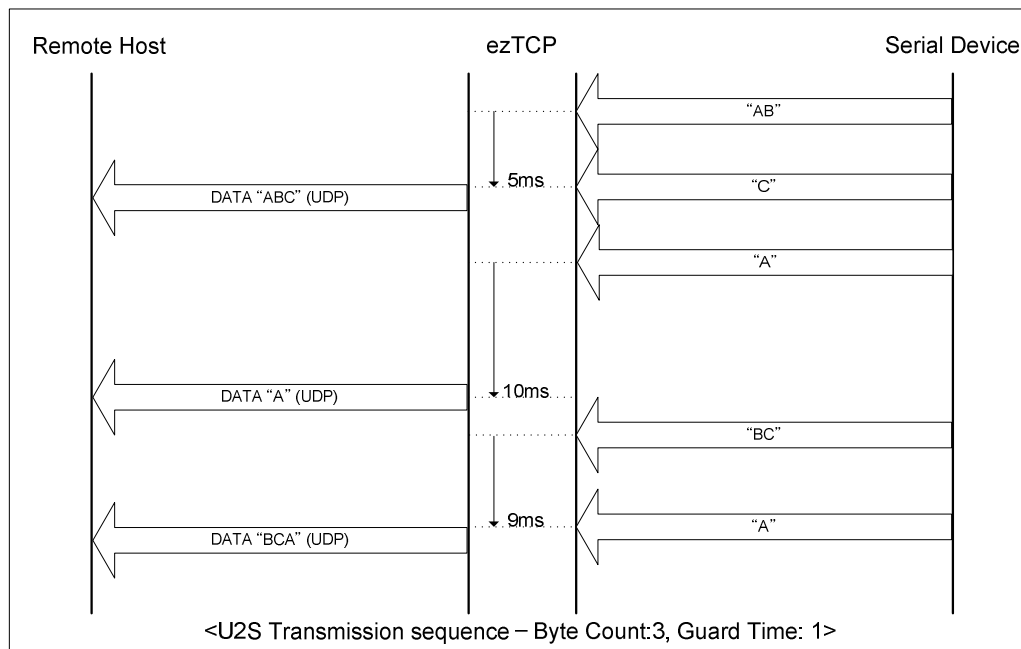 Remote Host
ezTCP
Serial Device
“AB”
5ms
“C”
DATA “ABC” (UDP)
“A”
10ms
DATA “A” (UDP)
“BC”
9ms
“A”
DATA “BCA” (UDP)
<U2S Transmission sequence – Byte Count:3, Guard Time: 1>